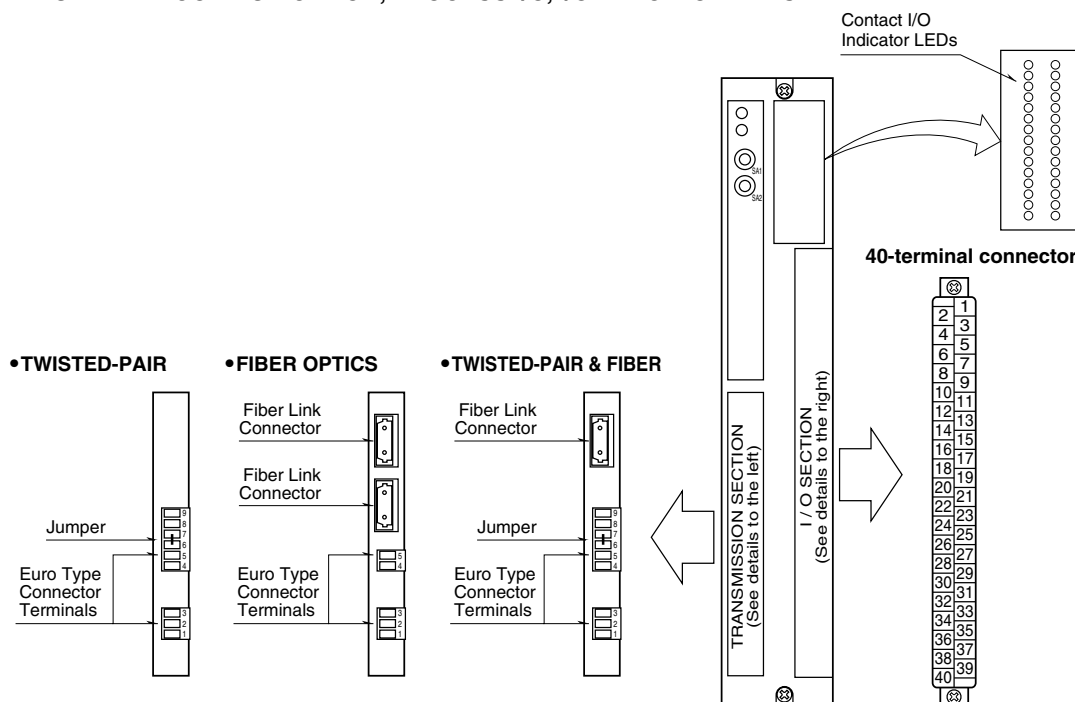 Contact I/O
Indicator LEDs
SA1
SA2
40-terminal connector
1
2
3
4
5
6
7
8
9
10
11
12
13
14
15
16
17
18
19
20
21
22
23
24
25
26
27
28
29
30
31
32
33
34
35
36
37
38
39
40
TRANSMISSION SECTION
(See details to the left)
I / O SECTION
(See details to the right)
•TWISTED-PAIR
Jumper
Euro Type
Connector
Terminals
9
8
7
6
5
4
3
2
1
•FIBER OPTICS
Fiber Link
Connector
Fiber Link
Connector
Euro Type
Connector
Terminals
5
4
3
2
1
•TWISTED-PAIR & FIBER
Fiber Link
Connector
Jumper
Euro Type
Connector
Terminals
9
8
7
6
5
4
3
2
1